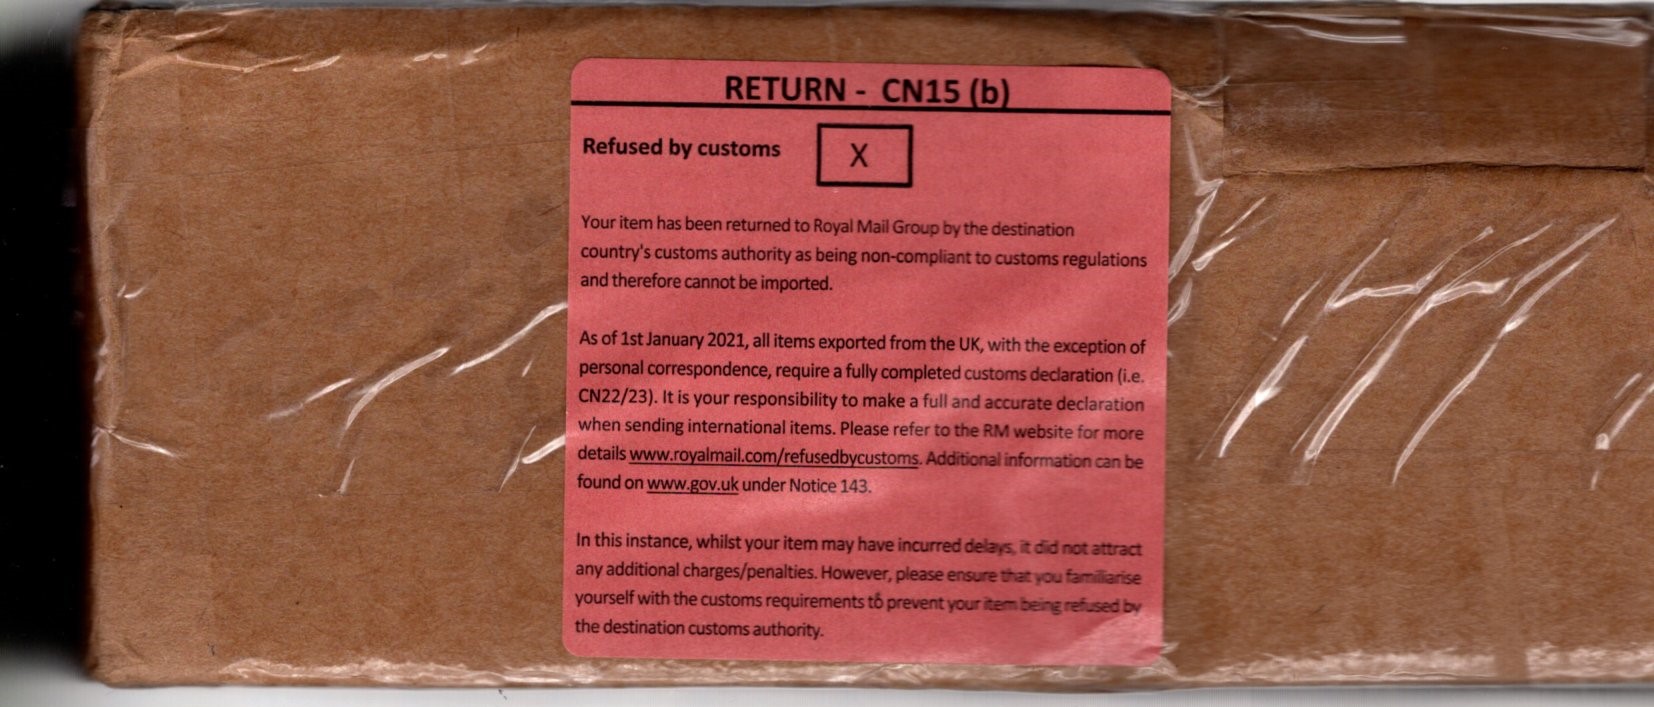 RETURN - CN15 (b)
Refused by customs X
Your item has been returned to Royal Mail Group by the destination
country's customs authority as being non-compliant to customs regulations
and therefore cannot be imported.
As of 1st January 2021, all items exported from the UK, with the exception of
personal correspondence, require a fully completed customs declaration (i.e.
CN22/23). It is your responsibility to make a full and accurate declaration
when sending international items. Please refer to the RM website for more
details www.royalmail.com/refusedbycustoms. Additional information can be
found on www.gov.uk under Notice 143.
In this instance, whilst your item may have incurred delays, it did not attract
any additional charges/penalties. However, please ensure that you familiarise
yourself with the customs requirements to prevent your item being refused by
the destination customs authority.